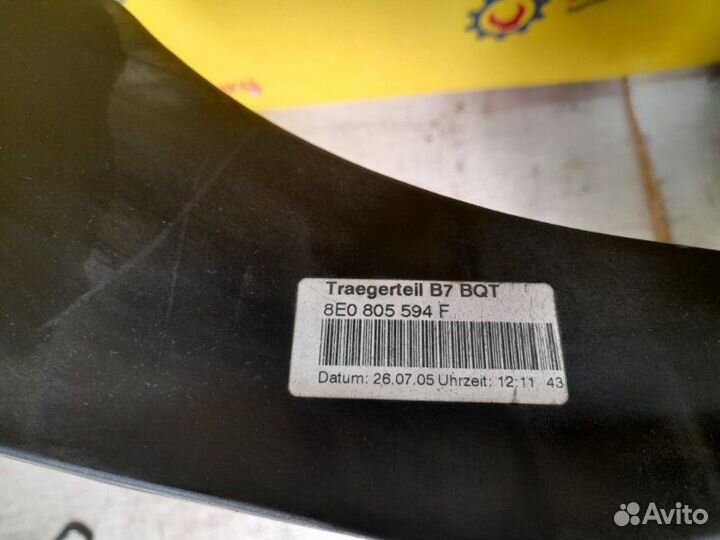 Traegerteil B7 BQT
8E0 805 594 F
Datum: 26.07.05 Uhrzeit: 12:11 43
Avito